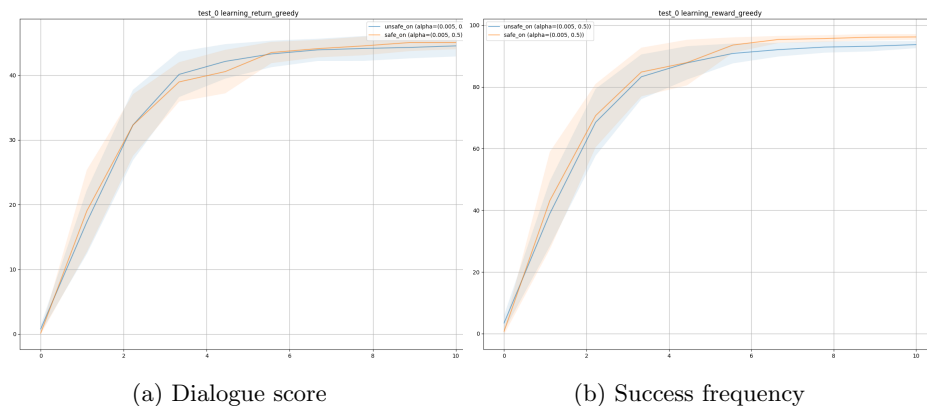 test_0 learning_return_greedy
unsafe_on (alpha=(0.005, 0.5))
safe_on (alpha=(0.005, 0.5))
40
30
20
10
0
0 2 4 6 8 10
(a) Dialogue score
test_0 learning_reward_greedy
unsafe_on (alpha=(0.005, 0.5))
safe_on (alpha=(0.005, 0.5))
100
80
60
40
20
0
0 2 4 6 8 10
(b) Success frequency